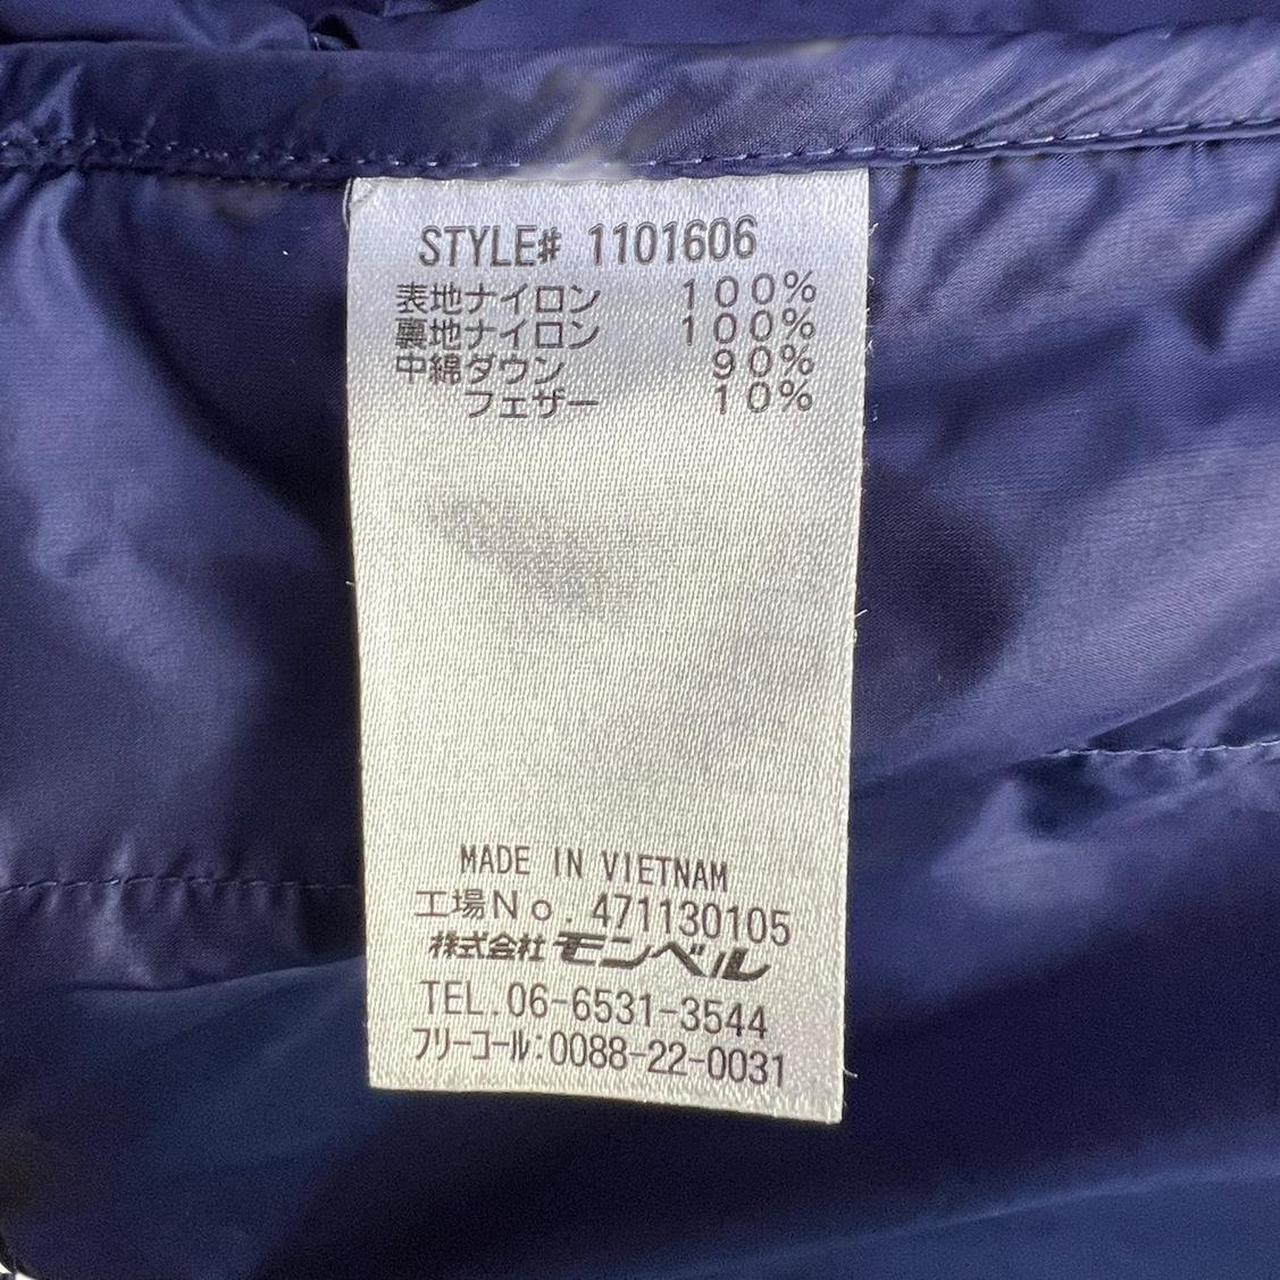 STYLE# 1101606
表地ナイロン 100%
裏地ナイロン 100%
中綿ダウン 90%
フェザー 10%
MADE IN VIETNAM
工場No. 471130105
株式会社モンベル
TEL.06-6531-3544
フリーコール:0088-22-0031